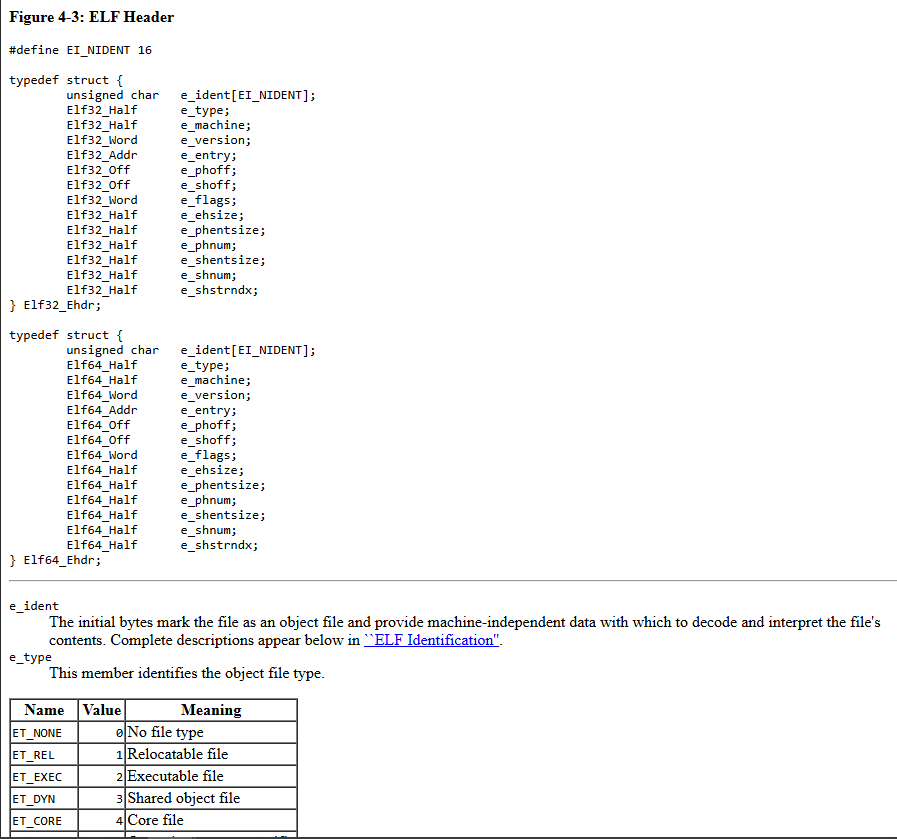 Figure 4-3: ELF Header
#define EI_NIDENT 16
typedef struct {
unsigned char e_ident[EI_NIDENT];
Elf32_Half e_type;
Elf32_Half e_machine;
Elf32_Word e_version;
Elf32_Addr e_entry;
Elf32_Off e_phoff;
Elf32_Off e_shoff;
Elf32_Word e_flags;
Elf32_Half e_ehsize;
Elf32_Half e_phentsize;
Elf32_Half e_phnum;
Elf32_Half e_shentsize;
Elf32_Half e_shnum;
Elf32_Half e_shstrndx;
} Elf32_Ehdr;
typedef struct {
unsigned char e_ident[EI_NIDENT];
Elf64_Half e_type;
Elf64_Half e_machine;
Elf64_Word e_version;
Elf64_Addr e_entry;
Elf64_Off e_phoff;
Elf64_Off e_shoff;
Elf64_Word e_flags;
Elf64_Half e_ehsize;
Elf64_Half e_phentsize;
Elf64_Half e_phnum;
Elf64_Half e_shentsize;
Elf64_Half e_shnum;
Elf64_Half e_shstrndx;
} Elf64_Ehdr;
e_ident
The initial bytes mark the file as an object file and provide machine-independent data with which to decode and interpret the file's
contents. Complete descriptions appear below in ``ELF Identification''.
e_type
This member identifies the object file type.
Name Value Meaning
ET_NONE 0 No file type
ET_REL 1 Relocatable file
ET_EXEC 2 Executable file
ET_DYN 3 Shared object file
ET_CORE 4 Core file